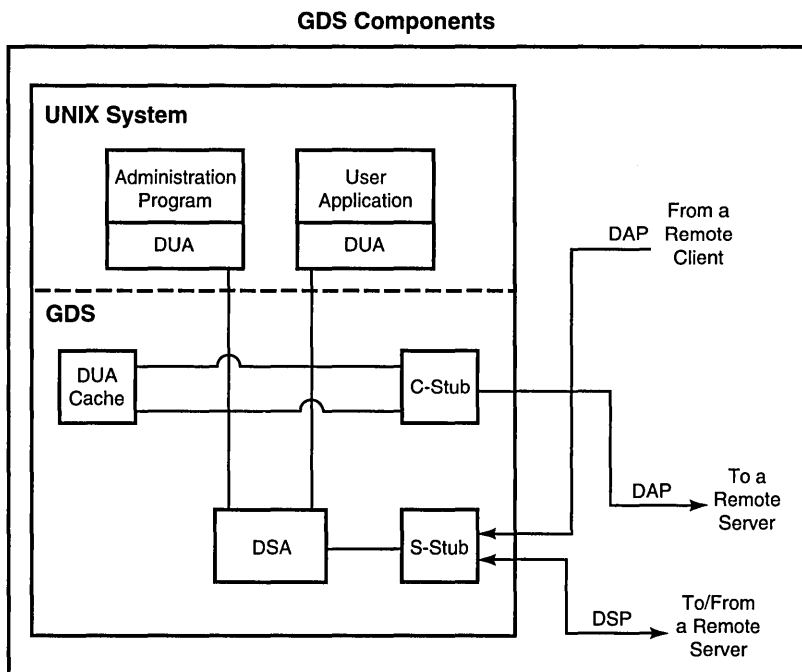 GDS Components
UNIX System
Administration
Program
DUA
User
Application
DUA
From a
Remote
Client
DAP
GDS
DUA
Cache
C-Stub
DAP
To a
Remote
Server
DSA
S-Stub
DSP
To/From
a Remote
Server